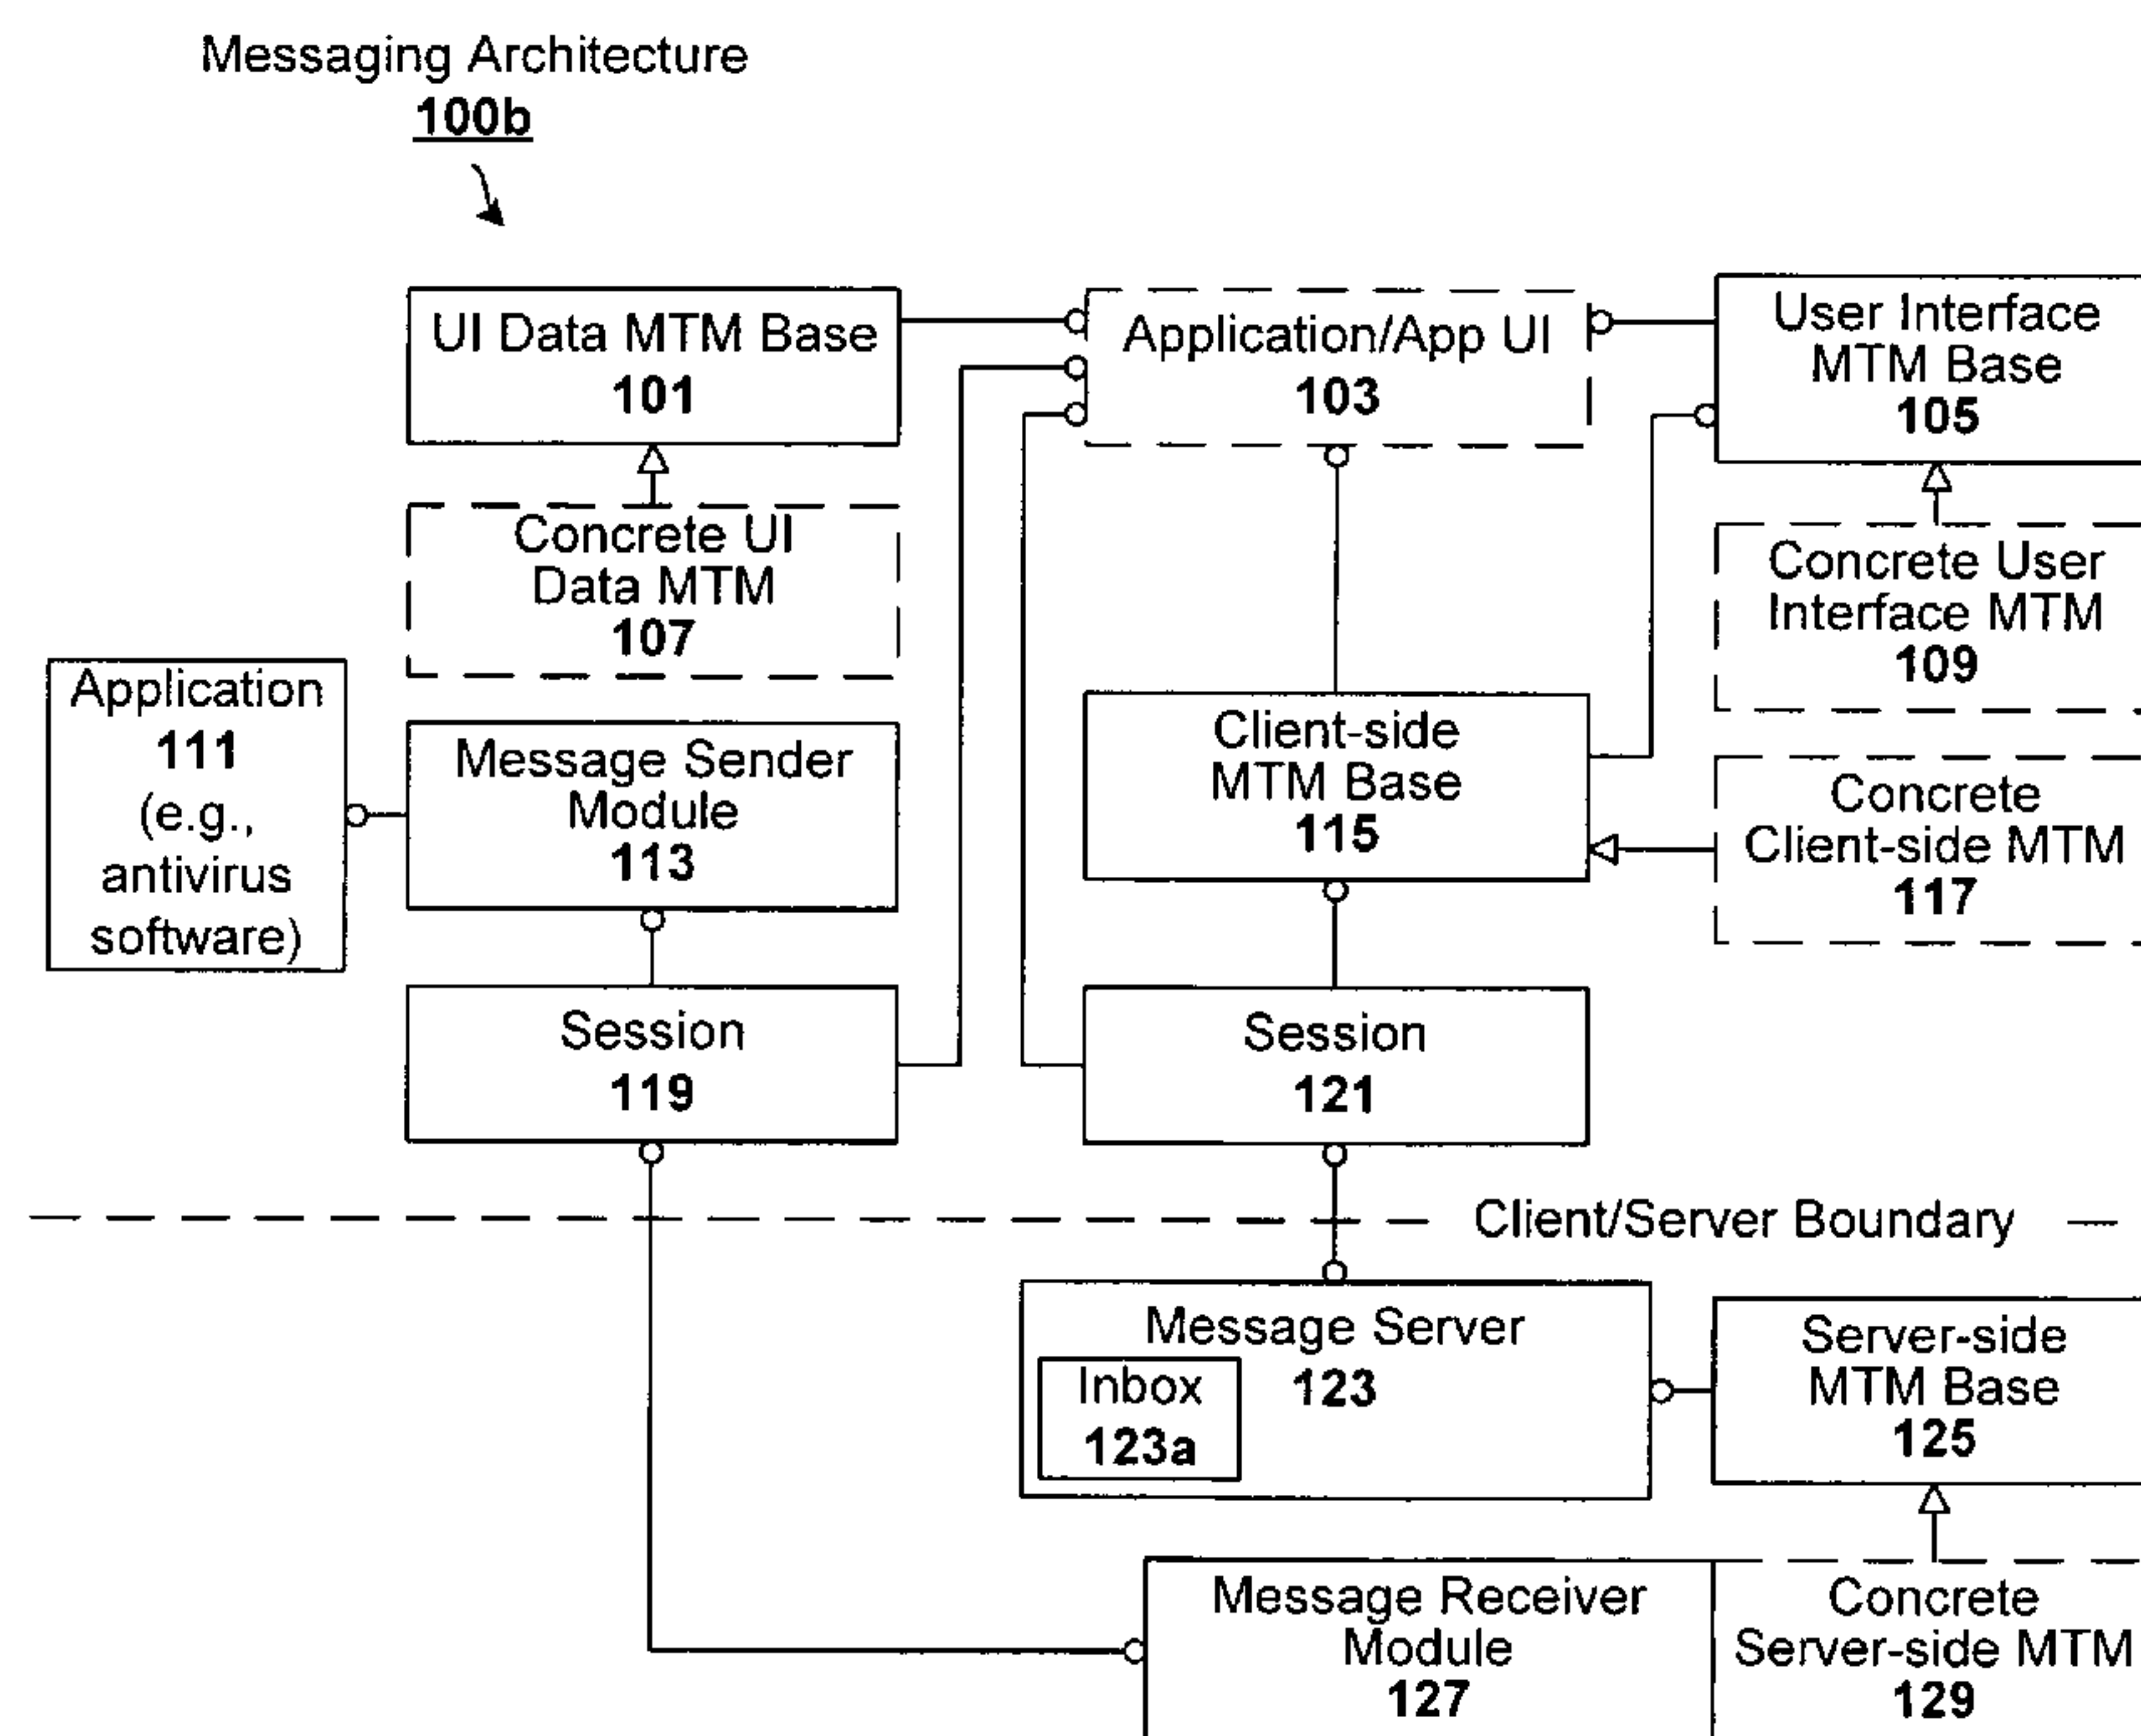 Messaging Architecture
100b
UI Data MTM Base
101
Application/App UI
103
User Interface
MTM Base
105
Concrete UI
Data MTM
107
Concrete User
Interface MTM
109
Application
111
(e.g.,
antivirus
software)
Message Sender
Module
113
Client-side
MTM Base
115
Concrete
Client-side MTM
117
Session
119
Session
121
Client/Server Boundary
Message Server
123
Inbox
123a
Server-side
MTM Base
125
Message Receiver
Module
127
Concrete
Server-side MTM
129